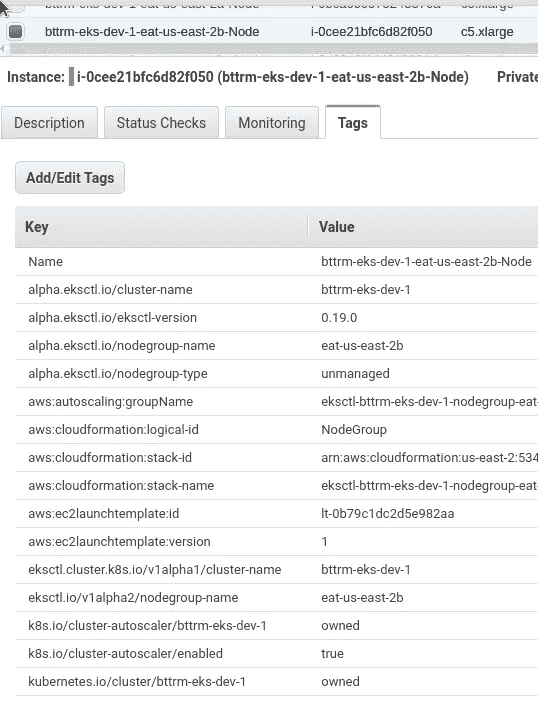 bttrm-eks-dev-1-eat-us-east-2b-Node i-0cee21bfc6d82f050 c5.xlarge
Instance: i-0cee21bfc6d82f050 (bttrm-eks-dev-1-eat-us-east-2b-Node) Private
Description Status Checks Monitoring Tags
Add/Edit Tags
Key Value
Name bttrm-eks-dev-1-eat-us-east-2b-Node
alpha.eksctl.io/cluster-name bttrm-eks-dev-1
alpha.eksctl.io/eksctl-version 0.19.0
alpha.eksctl.io/nodegroup-name eat-us-east-2b
alpha.eksctl.io/nodegroup-type unmanaged
aws:autoscaling:groupName eksctl-bttrm-eks-dev-1-nodegroup-eat-
aws:cloudformation:logical-id NodeGroup
aws:cloudformation:stack-id arn:aws:cloudformation:us-east-2:534
aws:cloudformation:stack-name eksctl-bttrm-eks-dev-1-nodegroup-eat-
aws:ec2launchtemplate:id lt-0b79c1dc2d5e982aa
aws:ec2launchtemplate:version 1
eksctl.cluster.k8s.io/v1alpha1/cluster-name bttrm-eks-dev-1
eksctl.io/v1alpha2/nodegroup-name eat-us-east-2b
k8s.io/cluster-autoscaler/bttrm-eks-dev-1 owned
k8s.io/cluster-autoscaler/enabled true
kubernetes.io/cluster/bttrm-eks-dev-1 owned